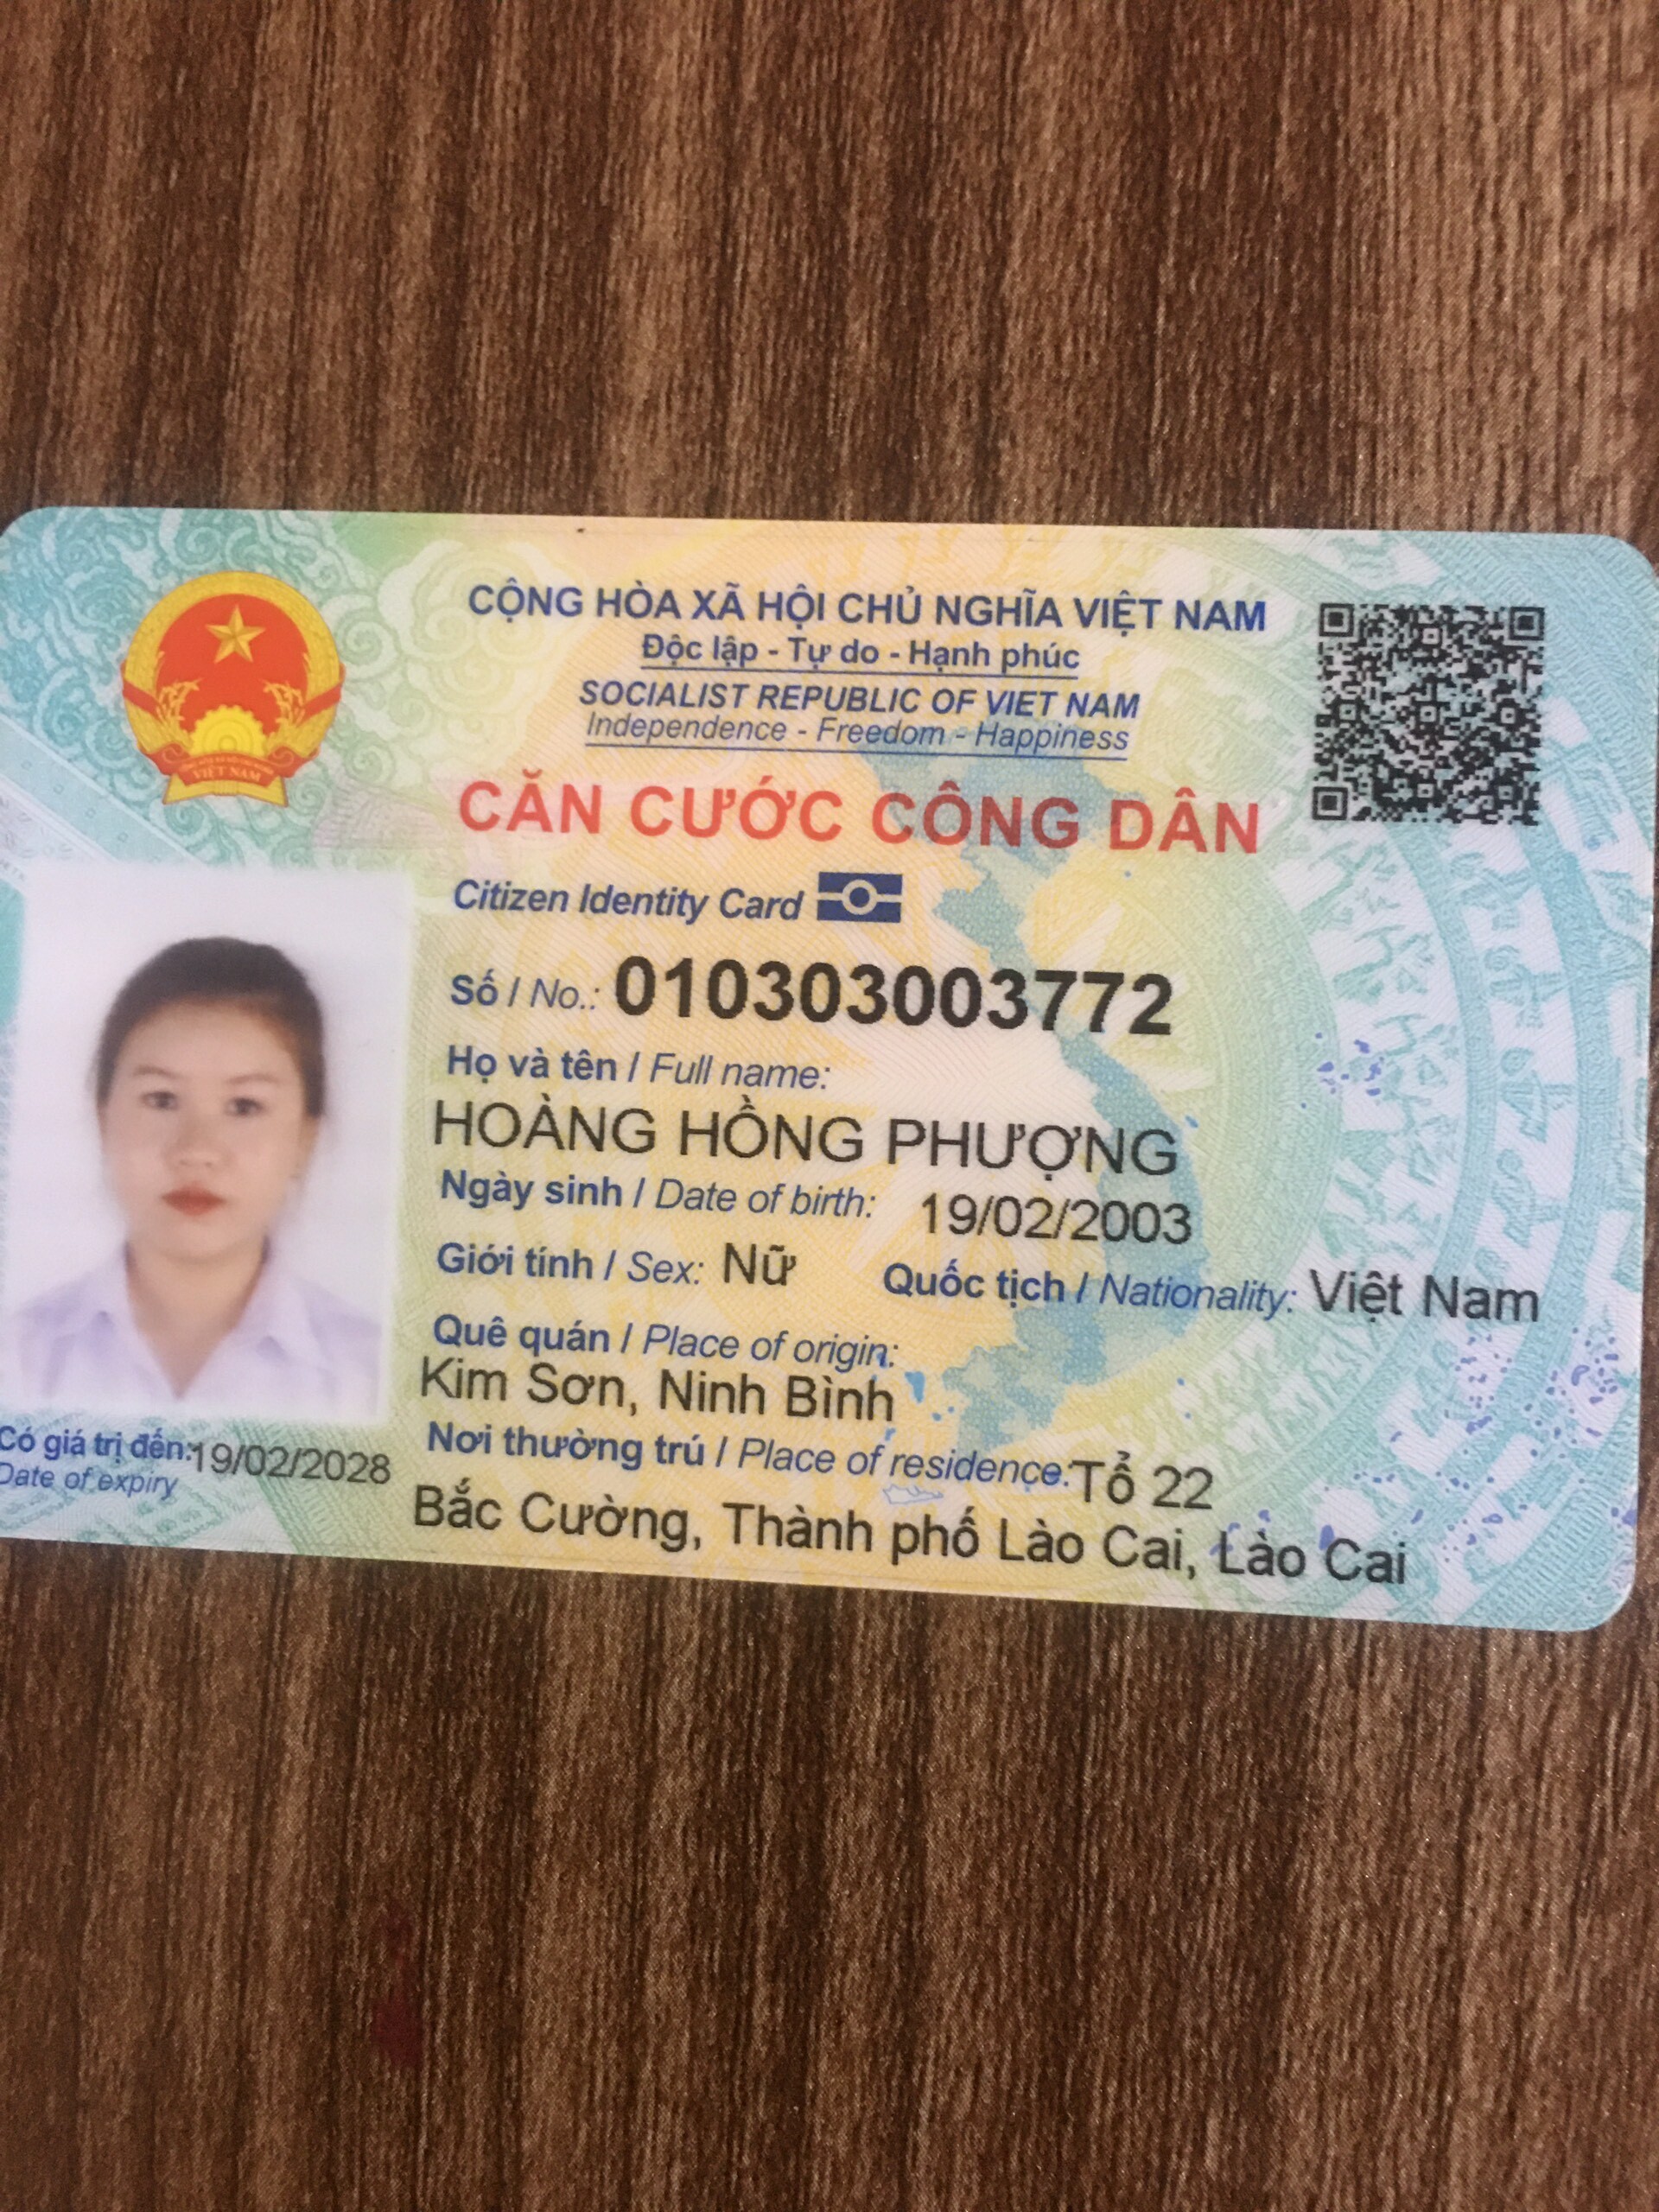 CỘNG HÒA XÃ HỘI CHỦ NGHĨA VIỆT NAM
Độc lập - Tự do - Hạnh phúc
SOCIALIST REPUBLIC OF VIET NAM
Independence - Freedom - Happiness
CĂN CƯỚC CÔNG DÂN
Citizen Identity Card
Số / No.: 010303003772
Họ và tên / Full name:
HOÀNG HỒNG PHƯỢNG
Ngày sinh / Date of birth: 19/02/2003
Giới tính / Sex: Nữ Quốc tịch / Nationality: Việt Nam
Quê quán / Place of origin:
Kim Sơn, Ninh Bình
Nơi thường trú / Place of residence: Tổ 22
Bắc Cường, Thành phố Lào Cai, Lào Cai
Có giá trị đến: 19/02/2028
Date of expiry
VIỆT NAM